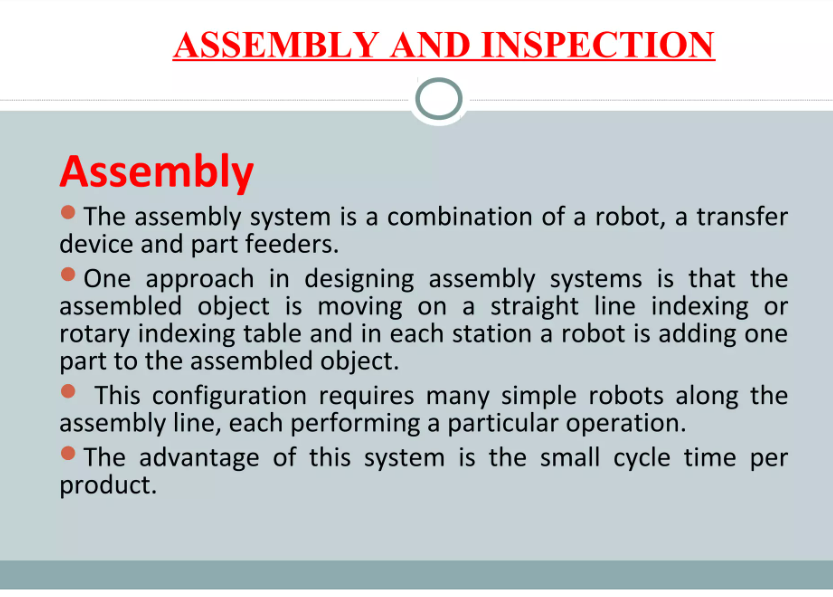 ASSEMBLY AND INSPECTION
Assembly
The assembly system is a combination of a robot, a transfer
device and part feeders.
One approach in designing assembly systems is that the
assembled object is moving on a straight line indexing or
rotary indexing table and in each station a robot is adding one
part to the assembled object.
This configuration requires many simple robots along the
assembly line, each performing a particular operation.
The advantage of this system is the small cycle time per
product.